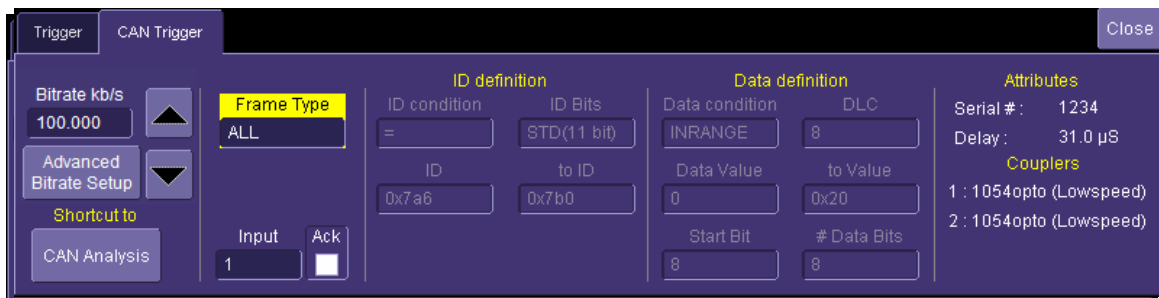 Trigger
CAN Trigger
Close
Bitrate kb/s
100.000
Advanced
Bitrate Setup
Shortcut to
CAN Analysis
Frame Type
ALL
Input
Ack
1
ID definition
ID condition
ID Bits
=
STD(11 bit)
ID
to ID
0x7a6
0x7b0
Data definition
Data condition
DLC
INRANGE
8
Data Value
to Value
0
0x20
Start Bit
# Data Bits
8
8
Attributes
Serial # : 1234
Delay : 31.0 µS
Couplers
1 : 1054opto (Lowspeed)
2 : 1054opto (Lowspeed)